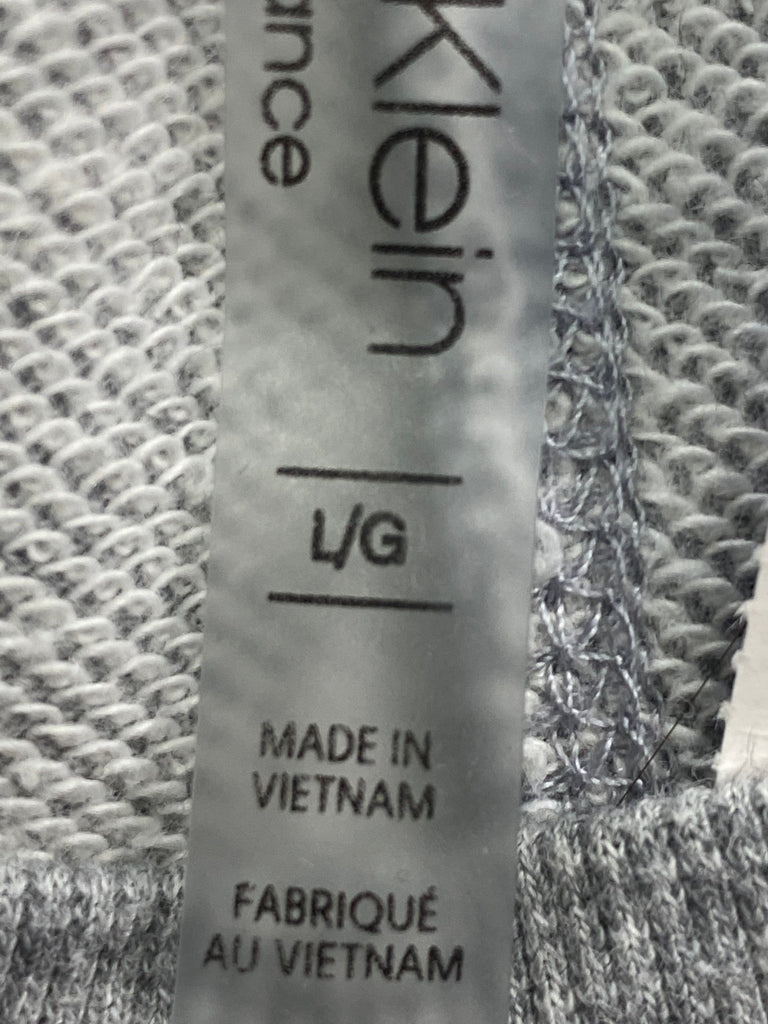 Klein
ance
L/G
MADE IN
VIETNAM
FABRIQUÉ
AU VIETNAM